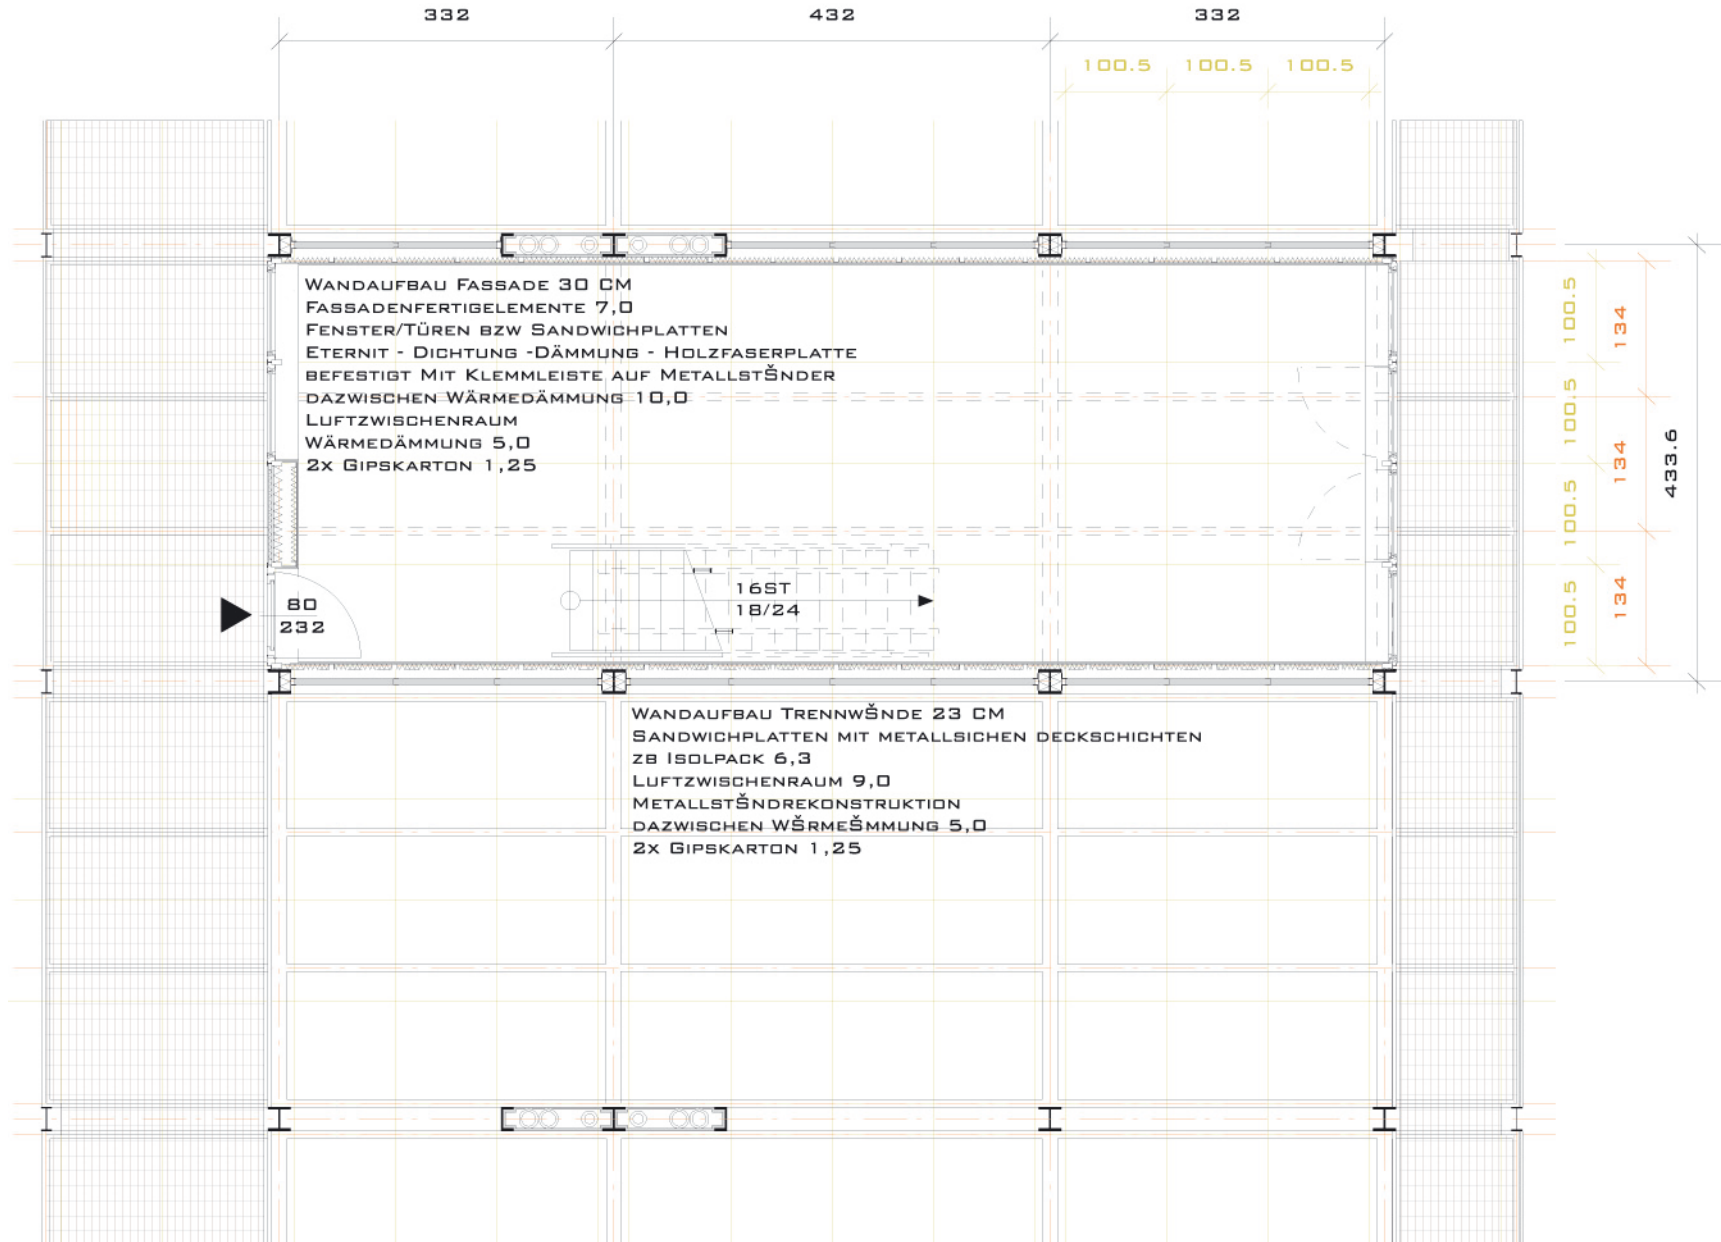 332 432 332
100.5 100.5 100.5
WANDAUFBAU FASSADE 30 CM
FASSADENFERTIGELEMENTE 7,0
FENSTER/TÜREN BZW SANDWICHPLATTEN
ETERNIT - DICHTUNG -DÄMMUNG - HOLZFASERPLATTE
BEFESTIGT MIT KLEMMLEISTE AUF METALLSTŠNDER
DAZWISCHEN WÄRMEDÄMMUNG 10,0
LUFTZWISCHENRAUM
WÄRMEDÄMMUNG 5,0
2X GIPSKARTON 1,25
100.5
100.5
100.5
100.5
134
134
134
433.6
16ST
18/24
80
232
WANDAUFBAU TRENNWŠNDE 23 CM
SANDWICHPLATTEN MIT METALLSICHEN DECKSCHICHTEN
ZB ISOLPACK 6,3
LUFTZWISCHENRAUM 9,0
METALLSTŠNDREKONSTRUKTION
DAZWISCHEN WŠRMEŠMMUNG 5,0
2X GIPSKARTON 1,25